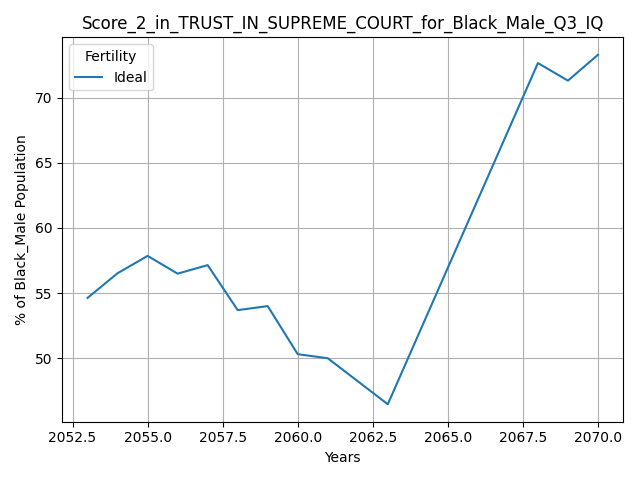 Score_2_in_TRUST_IN_SUPREME_COURT_for_Black_Male_Q3_IQ
Fertility
Ideal
% of Black_Male Population
70
65
60
55
50
2052.5 2055.0 2057.5 2060.0 2062.5 2065.0 2067.5 2070.0
Years